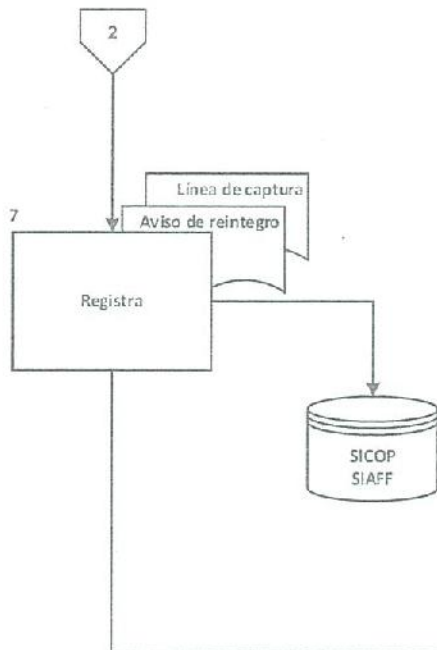 2
Línea de captura
7
Aviso de reintegro
Registra
SICOP
SIAFF